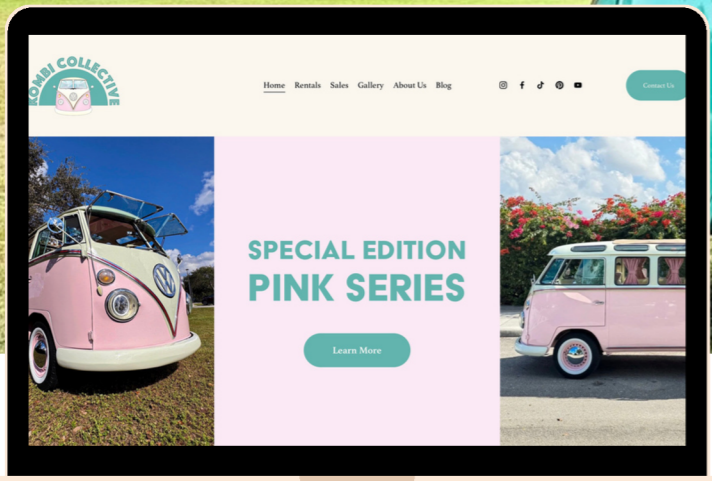 KOMBI COLLECTIVE
Home Rentals Sales Gallery About Us Blog
Contact Us
SPECIAL EDITION
PINK SERIES
Learn More